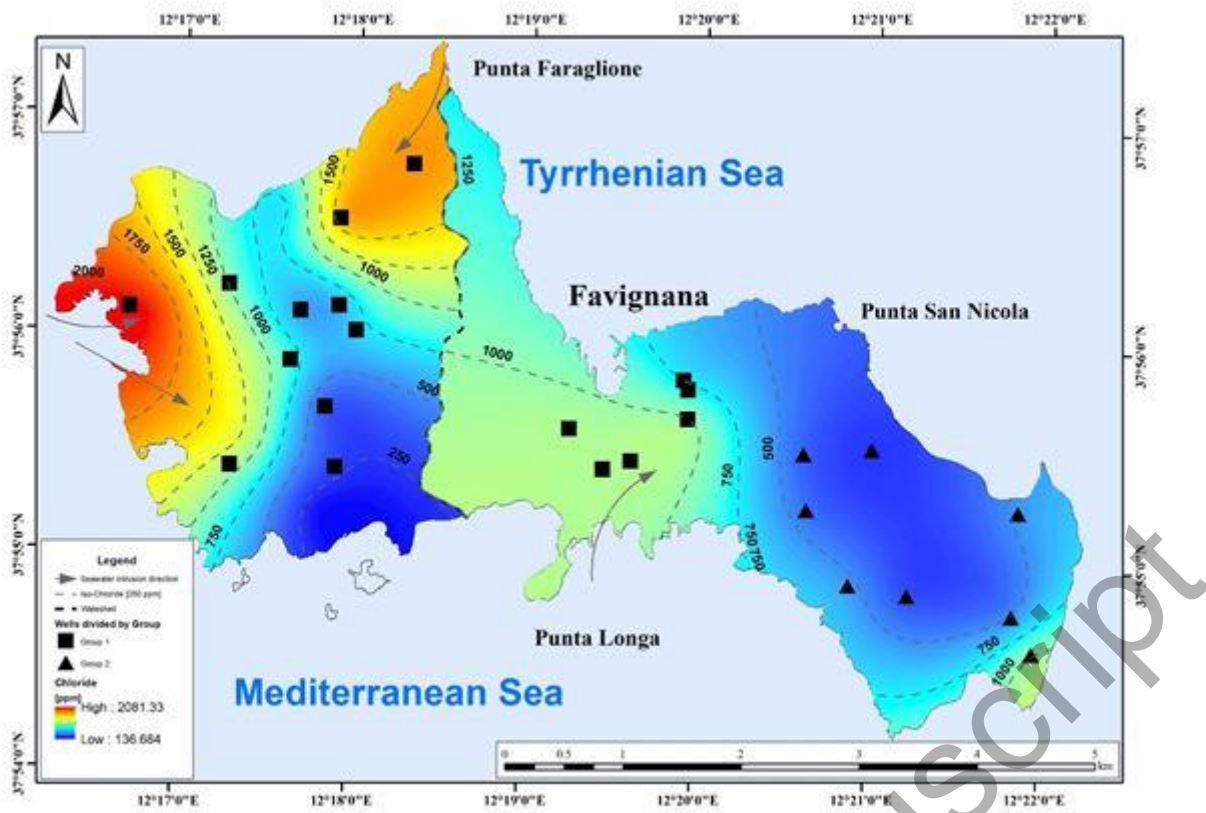 12°17'0"E 12°18'0"E 12°19'0"E 12°20'0"E 12°21'0"E 12°22'0"E
N
Punta Faraglione
37°57'0"N
37°57'0"N
1500
1250
Tyrrhenian Sea
1750
1500
1250
2000
1000
1000
Favignana
Punta San Nicola
37°56'0"N
37°56'0"N
1000
500
250
750
500
750
750
750
37°55'0"N
37°55'0"N
Punta Longa
750
1000
Mediterranean Sea
Legend
Seawater intrusion direction
Iso-Chloride [250 ppm]
Watershed
Wells divided by Group
Group 1
Group 2
Chloride
[ppm]
High : 2081.33
Low : 136.684
0 0.5 1 2 3 4 5
km
37°54'0"N
12°17'0"E 12°18'0"E 12°19'0"E 12°20'0"E 12°21'0"E 12°22'0"E
uscript